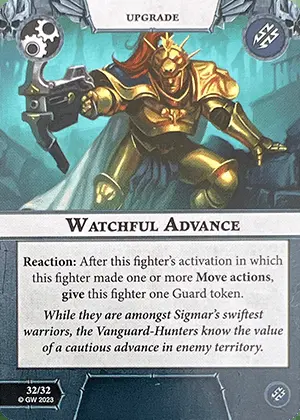 UPGRADE
WATCHFUL ADVANCE
Reaction: After this fighter's activation in which
this fighter made one or more Move actions,
give this fighter one Guard token.
While they are amongst Sigmar's swiftest
warriors, the Vanguard-Hunters know the value
of a cautious advance in enemy territory.
32/32
© GW 2023